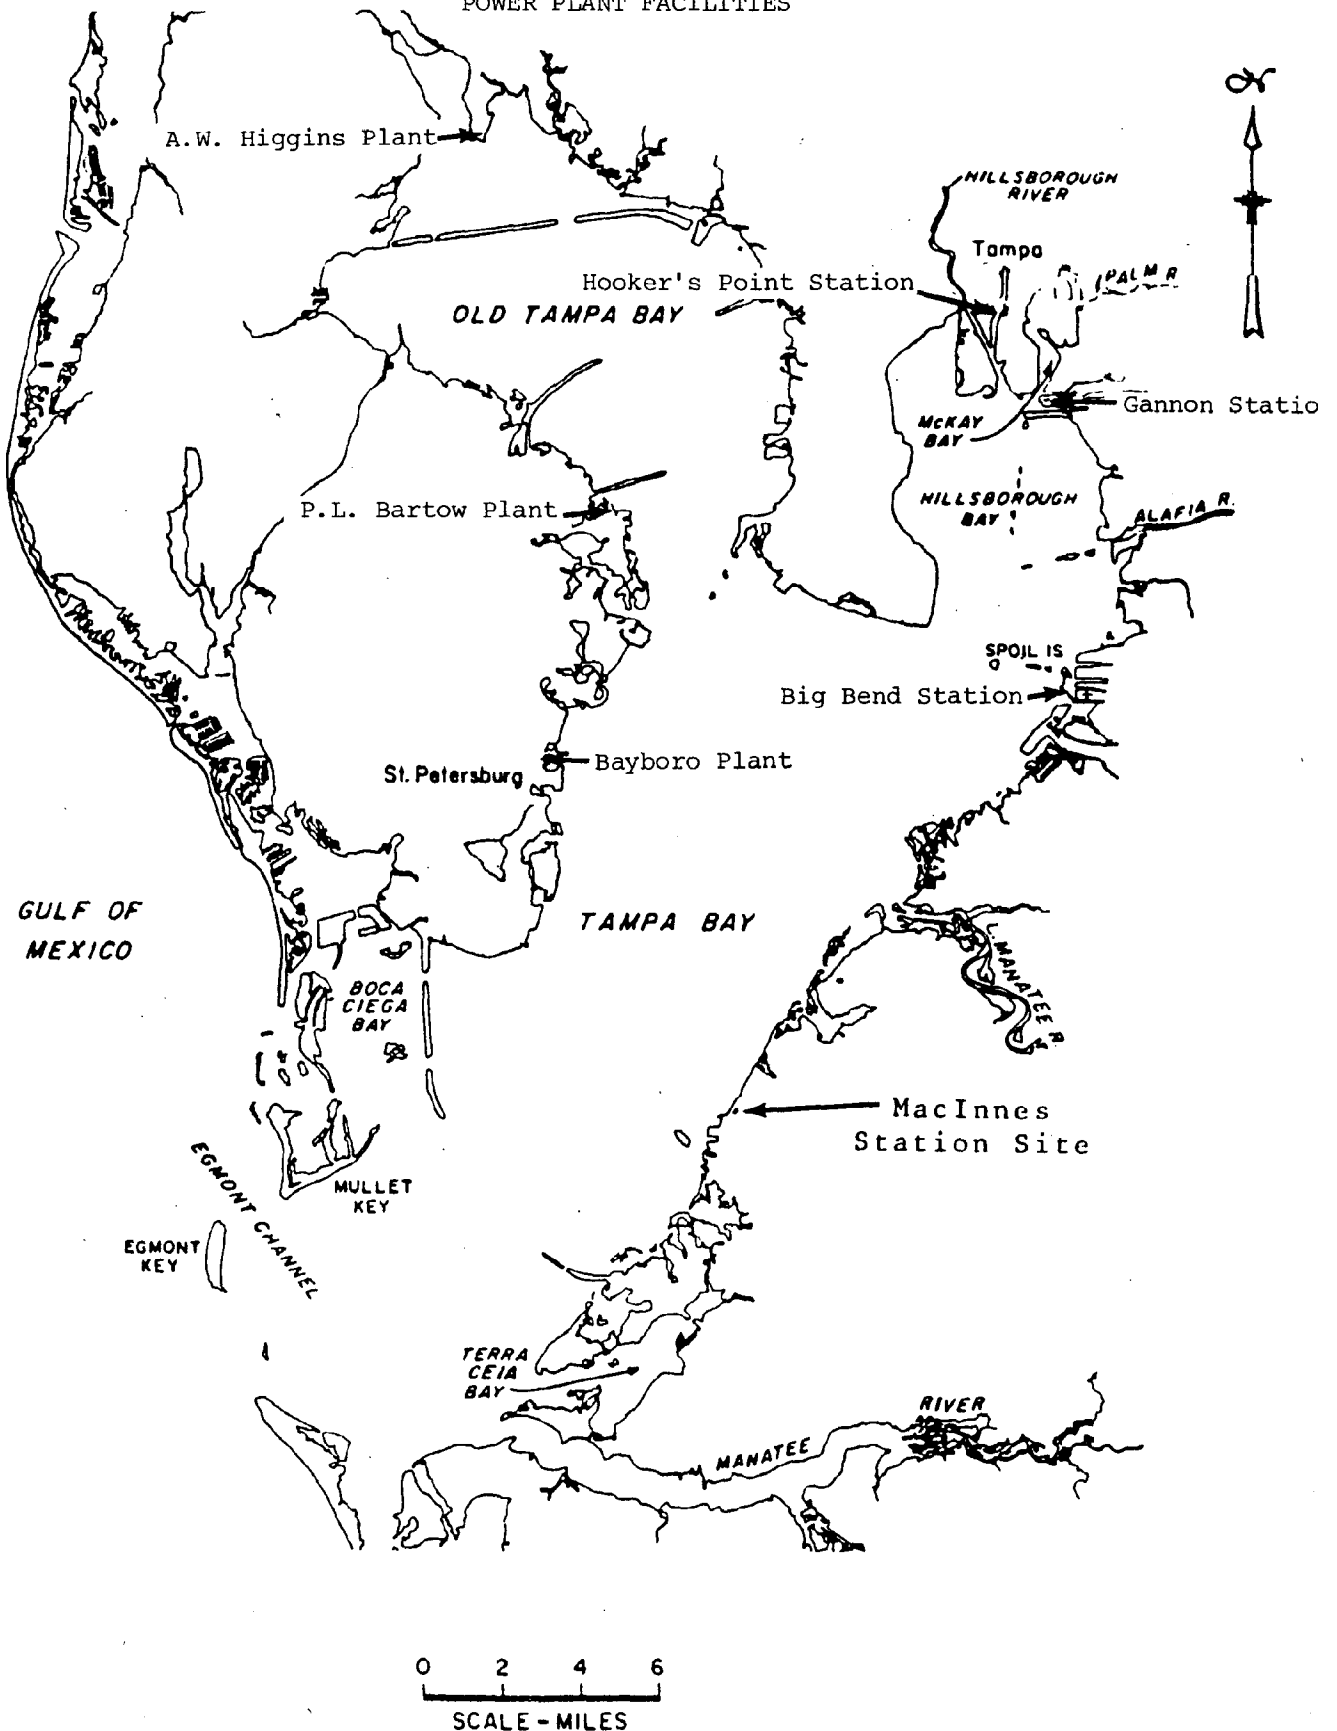 POWER PLANT FACILITIES
A.W. Higgins Plant
HILLSBOROUGH
RIVER
Tampa
PALM R
Hooker's Point Station
OLD TAMPA BAY
Gannon Statio
McKAY
BAY
P.L. Bartow Plant
HILLSBOROUGH
BAY
ALAFIA R.
SPOIL IS
Big Bend Station
Bayboro Plant
St. Petersburg
GULF OF
MEXICO
TAMPA BAY
L. MANATEE R.
BOCA
CIEGA
BAY
MacInnes
Station Site
EGMONT CHANNEL
MULLET
KEY
EGMONT
KEY
TERRA
CEIA
BAY
MANATEE
RIVER
0 2 4 6
SCALE-MILES